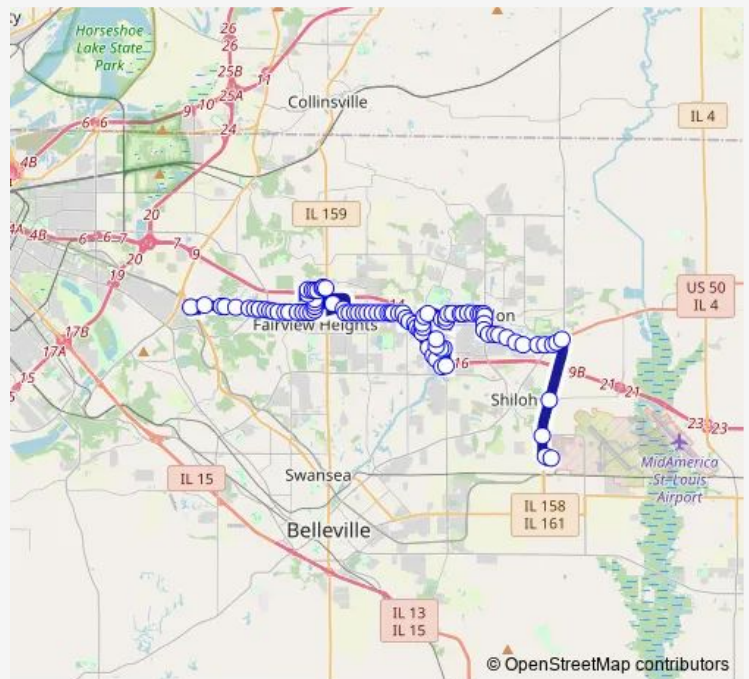 Horseshoe
Lake State
Park
26
26
25B
11
25A
10
9
6
6
24
4B
Collinsville
IL 4
20
4A
4B
6
6
7
7
9
20
19
IL 159
US 50
IL 4
14
Fairview Heights
17B
17A
15
16
9B
21
21
23
23
Shiloh
MidAmerica
St. Louis
Airport
IL 15
Swansea
IL 158
IL 161
Belleville
IL 13
IL 15
© OpenStreetMap contributors